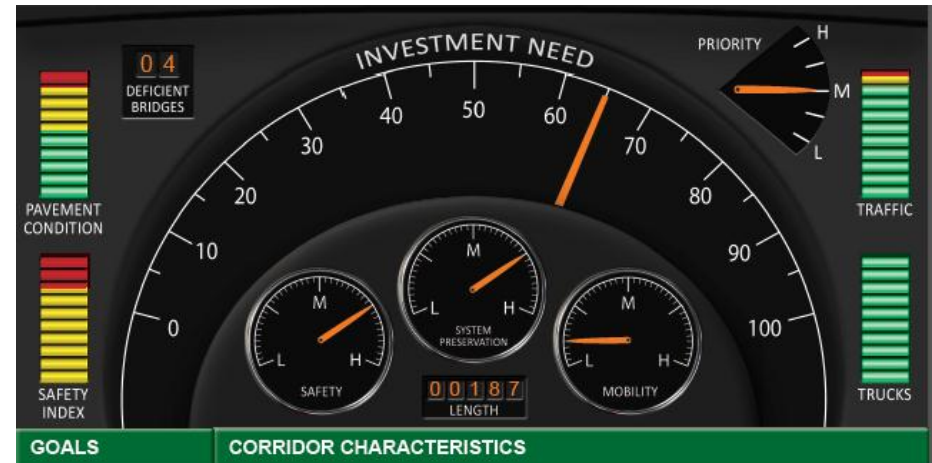 INVESTMENT NEED
0
10
20
30
40
50
60
70
80
90
100
04
DEFICIENT
BRIDGES
PRIORITY
H
M
L
PAVEMENT
CONDITION
TRAFFIC
SAFETY
INDEX
TRUCKS
M
L
H
SAFETY
M
L
H
SYSTEM
PRESERVATION
M
L
H
MOBILITY
00187
LENGTH
GOALS
CORRIDOR CHARACTERISTICS